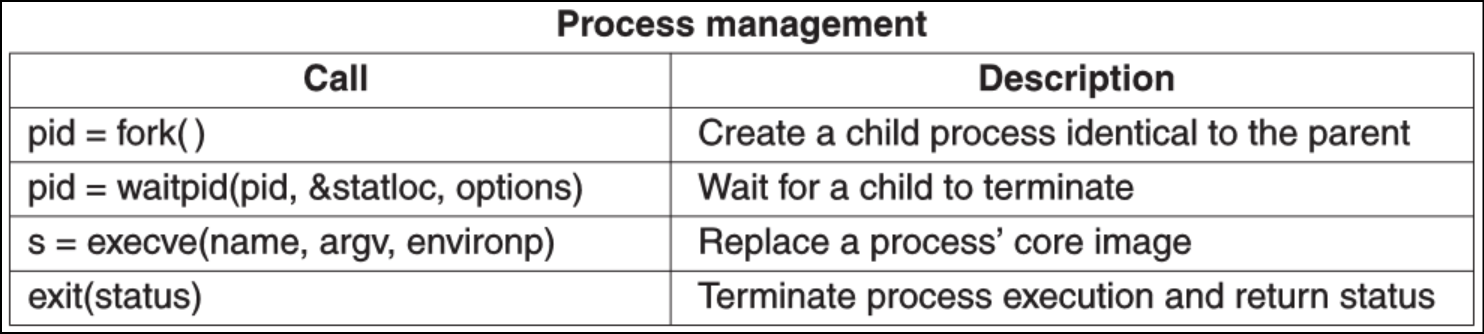 Process management
Call Description
pid = fork( ) Create a child process identical to the parent
pid = waitpid(pid, &statloc, options) Wait for a child to terminate
s = execve(name, argv, environp) Replace a process’ core image
exit(status) Terminate process execution and return status